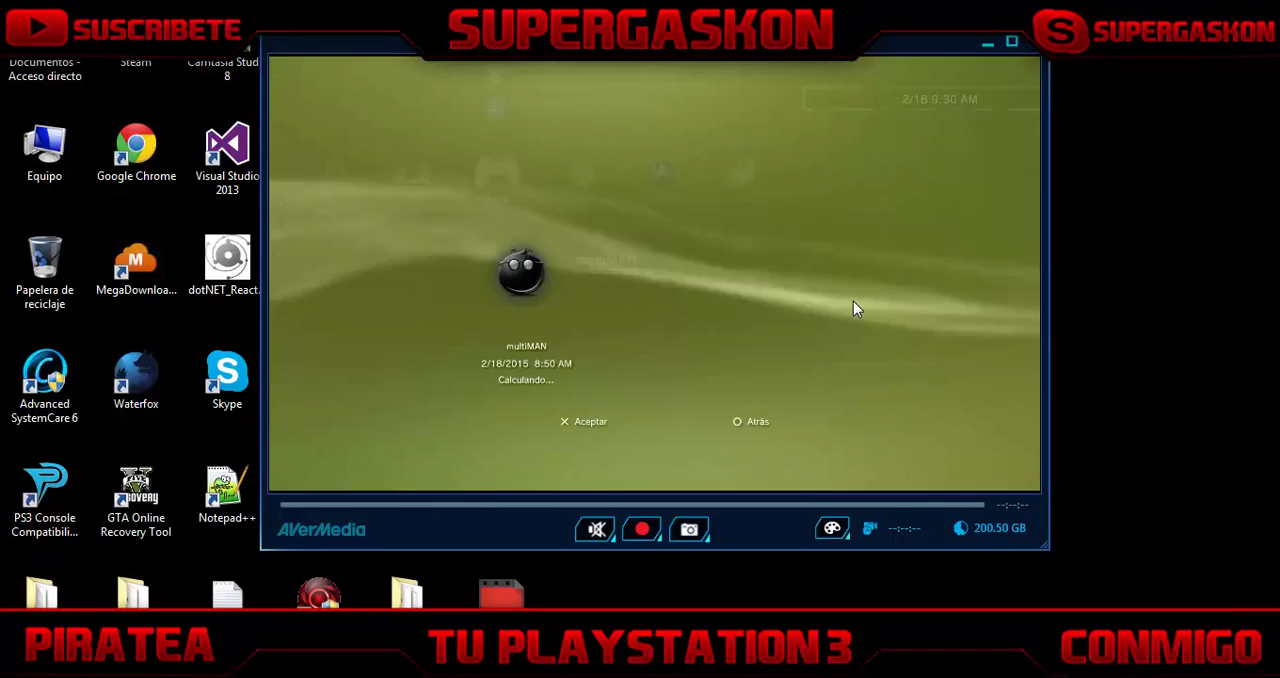 SUSCRIBETE
SUPERGASKON
SUPERGASKON
Documentos -
Acceso directo
Steam
Camtasia Stud...
8
2/16 9:30 AM
Equipo
Google Chrome
Visual Studio
2013
Papelera de
reciclaje
MegaDownloa...
dotNET_React...
multiMAN
2/18/2015 8:50 AM
Calculando...
Aceptar
Atrás
Advanced
SystemCare 6
Waterfox
Skype
PS3 Console
Compatibili...
GTA Online
Recovery Tool
Notepad++
AVerMedia
--:--:--
--:--:--
200.50 GB
PIRATEA
TU PLAYSTATION 3
CONMIGO